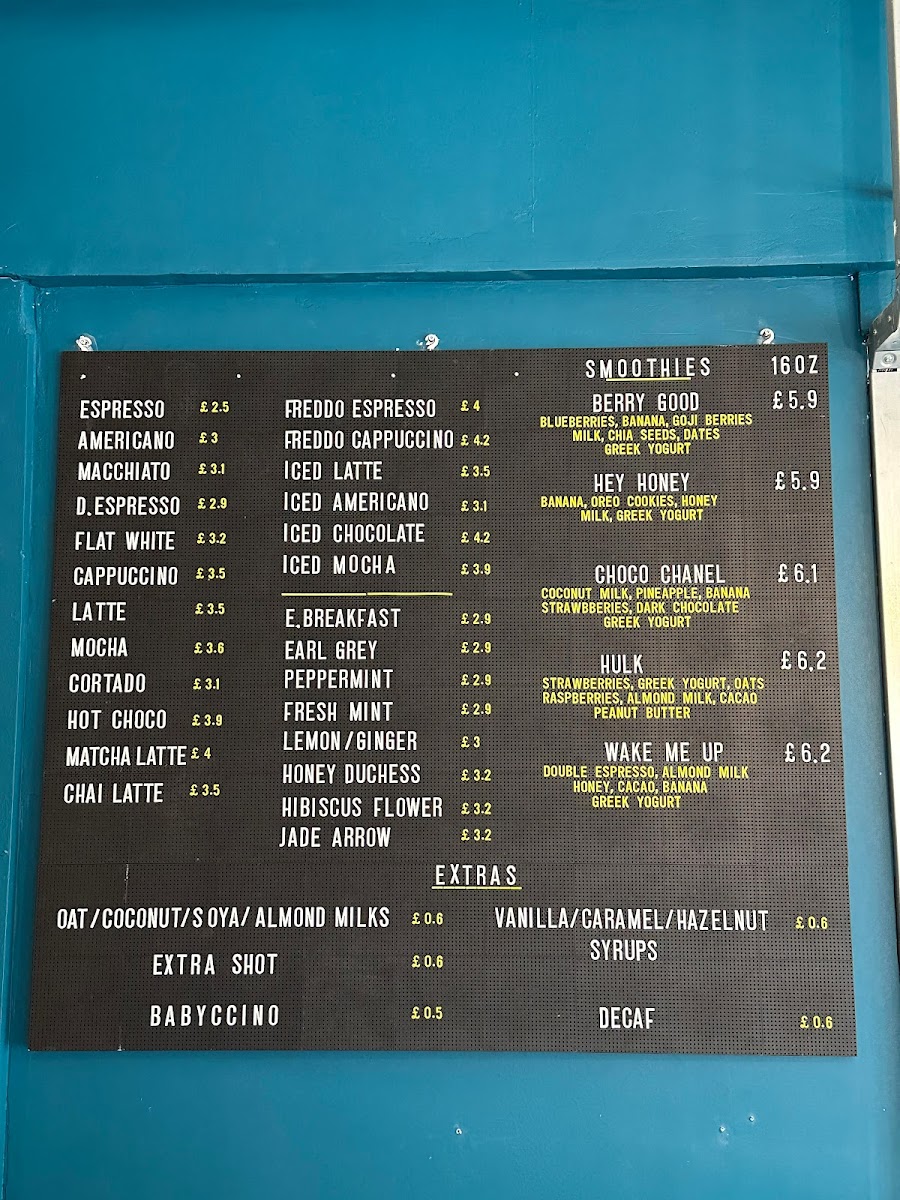 ESPRESSO £2.5
AMERICANO £3
MACCHIATO £3.1
D.ESPRESSO £2.9
FLAT WHITE £3.2
CAPPUCCINO £3.5
LATTE £3.5
MOCHA £3.6
CORTADO £3.1
HOT CHOCO £3.9
MATCHA LATTE £4
CHAI LATTE £3.5
FREDDO ESPRESSO £4
FREDDO CAPPUCCINO £4.2
ICED LATTE £3.5
ICED AMERICANO £3.1
ICED CHOCOLATE £4.2
ICED MOCHA £3.9
E.BREAKFAST £2.9
EARL GREY £2.9
PEPPERMINT £2.9
FRESH MINT £2.9
LEMON/GINGER £3
HONEY DUCHESS £3.2
HIBISCUS FLOWER £3.2
JADE ARROW £3.2
SMOOTHIES 16OZ
BERRY GOOD £5.9
BLUEBERRIES, BANANA, GOJI BERRIES
MILK, CHIA SEEDS, DATES
GREEK YOGURT
HEY HONEY £5.9
BANANA, OREO COOKIES, HONEY
MILK, GREEK YOGURT
CHOCO CHANEL £6.1
COCONUT MILK, PINEAPPLE, BANANA
STRAWBBERIES, DARK CHOCOLATE
GREEK YOGURT
HULK £6.2
STRAWBERRIES, GREEK YOGURT, OATS
RASPBERRIES, ALMOND MILK, CACAO
PEANUT BUTTER
WAKE ME UP £6.2
DOUBLE ESPRESSO, ALMOND MILK
HONEY, CACAO, BANANA
GREEK YOGURT
EXTRAS
OAT/COCONUT/SOYA/ALMOND MILKS £0.6
EXTRA SHOT £0.6
BABYCCINO £0.5
VANILLA/CARAMEL/HAZELNUT £0.6
SYRUPS
DECAF £0.6